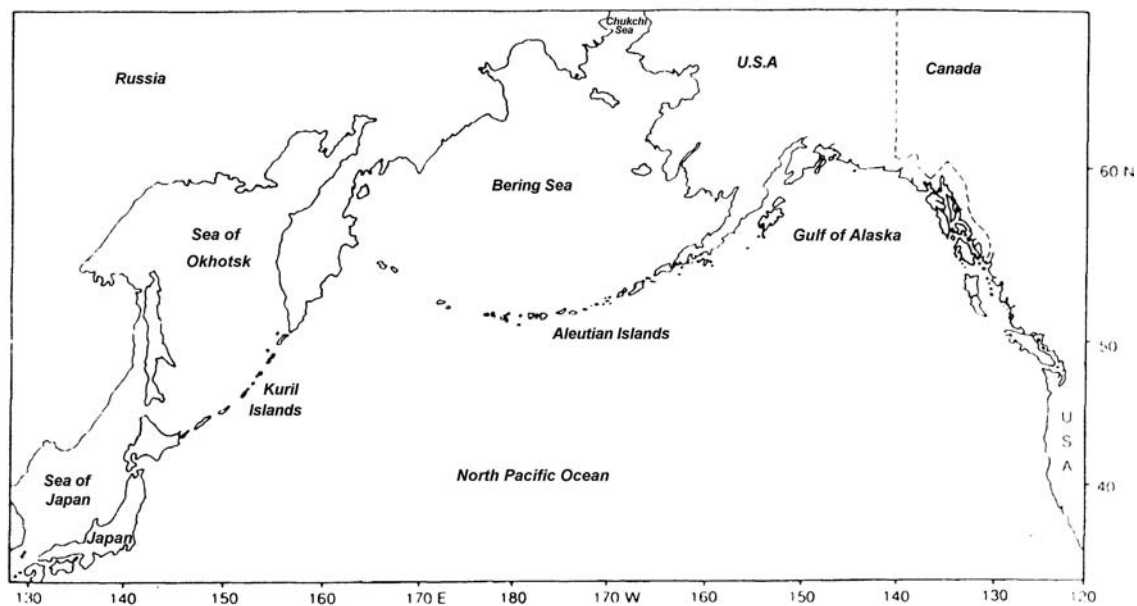 Chukchi
Sea
Russia
U.S.A
Canada
60 N
Bering Sea
Sea of
Okhotsk
Gulf of Alaska
Aleutian Islands
50
Kuril
Islands
U
S
A
Sea of
Japan
North Pacific Ocean
40
Japan
130
140
150
160
170 E
180
170 W
160
150
140
130
120